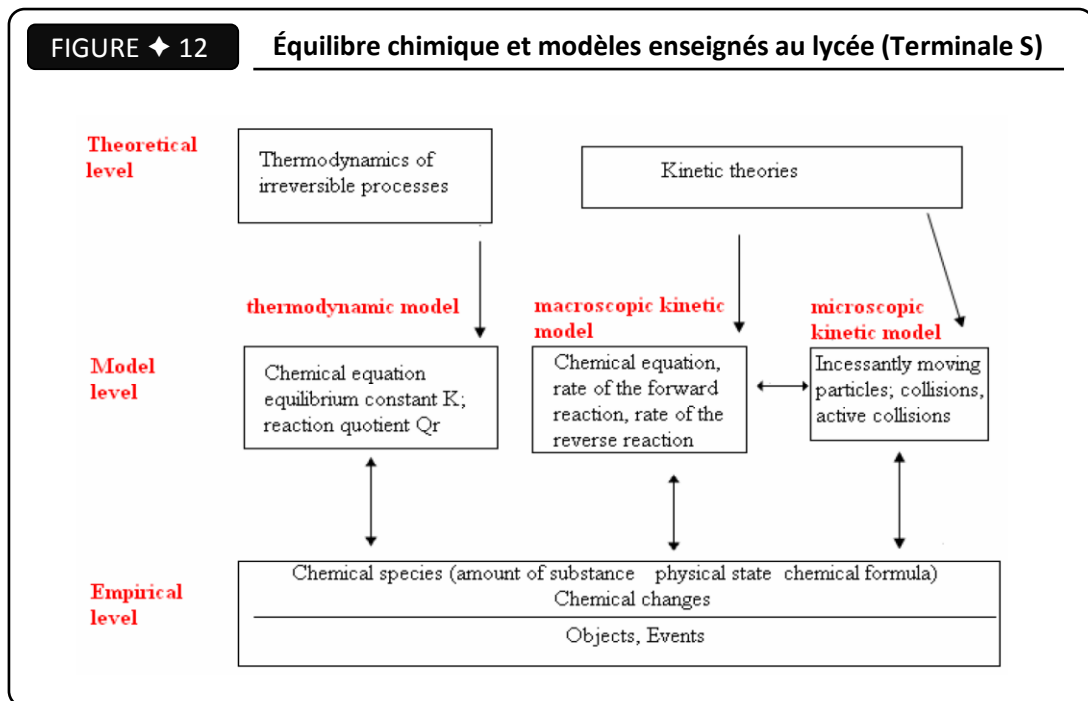 FIGURE ✦ 12
Équilibre chimique et modèles enseignés au lycée (Terminale S)
Theoretical
level
Thermodynamics of
irreversible processes
Kinetic theories
thermodynamic model
macroscopic kinetic
model
microscopic
kinetic model
Model
level
Chemical equation
equilibrium constant K;
reaction quotient Qr
Chemical equation,
rate of the forward
reaction, rate of the
reverse reaction
Incessantly moving
particles; collisions,
active collisions
Empirical
level
Chemical species (amount of substance physical state chemical formula)
Chemical changes
Objects, Events